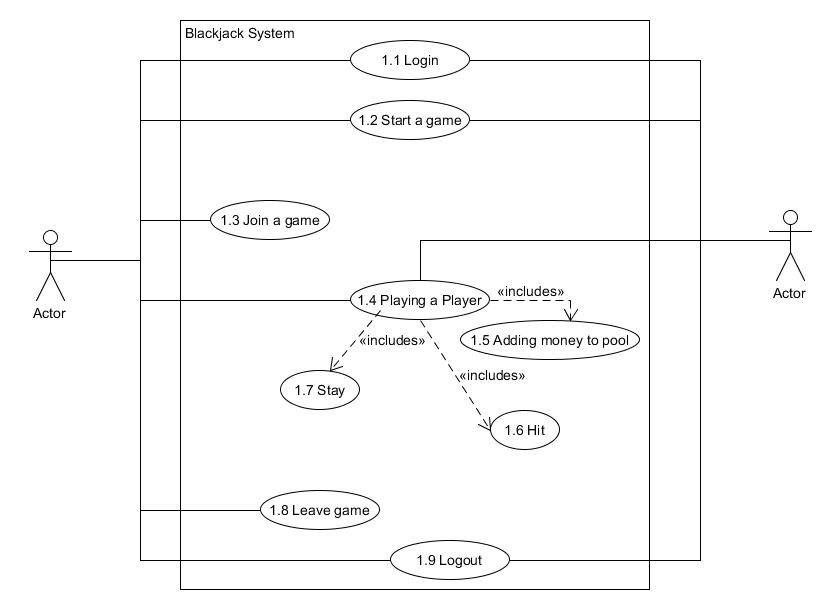 Blackjack System
1.1 Login
1.2 Start a game
1.3 Join a game
1.4 Playing a Player
«includes»
1.5 Adding money to pool
«includes»
«includes»
1.7 Stay
1.6 Hit
1.8 Leave game
1.9 Logout
Actor
Actor